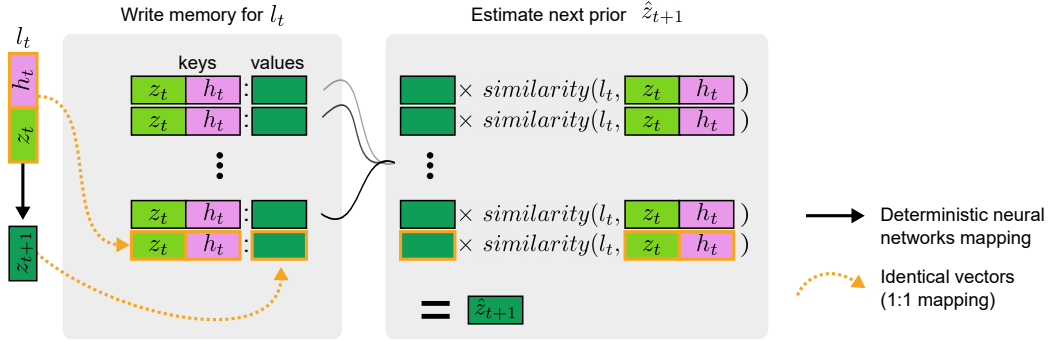 Write memory for $l_t$
Estimate next prior $\hat{z}_{t+1}$
$l_t$
$h_t$
$z_t$
$z_{t+1}$
keys values
$z_t$ $h_t$ :
$z_t$ $h_t$ :
⋮
$z_t$ $h_t$ :
$z_t$ $h_t$ :
× similarity($l_t$, $z_t$ $h_t$ )
× similarity($l_t$, $z_t$ $h_t$ )
⋮ 
× similarity($l_t$, $z_t$ $h_t$ )
× similarity($l_t$, $z_t$ $h_t$ )
= $\hat{z}_{t+1}$
Deterministic neural
networks mapping
Identical vectors
(1:1 mapping)